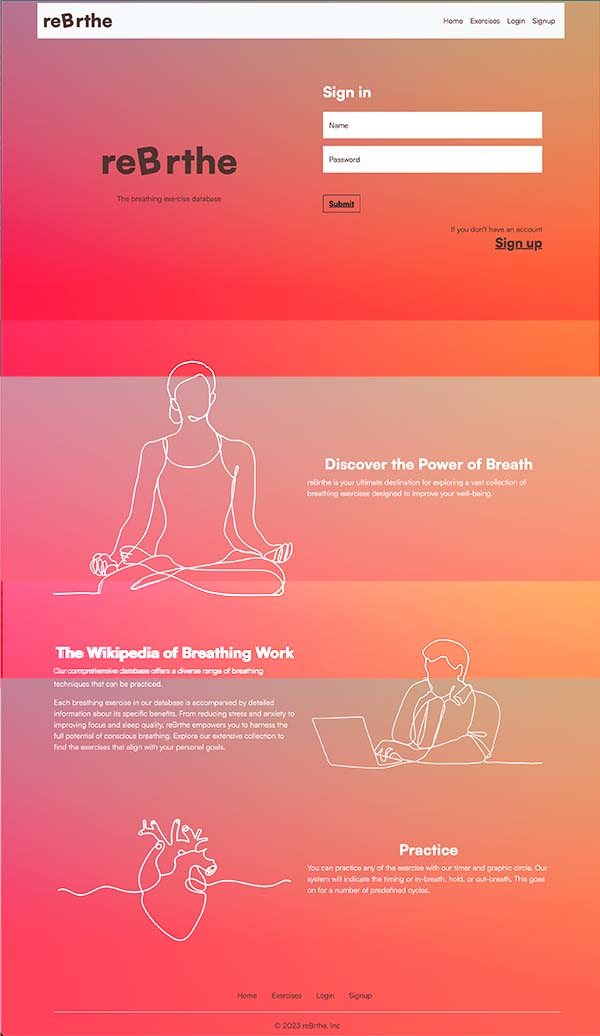 reBrthe
Home Exercises Login Signup
Sign in
Name
Password
reBrthe
The breathing exercise database
Submit
If you don't have an account
Sign up
Discover the Power of Breath
reBrthe is your ultimate destination for exploring a vast collection of
breathing exercises designed to improve your well-being.
The Wikipedia of Breathing Work
Our comprehensive database offers a diverse range of breathing
techniques that can be practiced.
Each breathing exercise in our database is accompanied by detailed
information about its specific benefits. From reducing stress and anxiety to
improving focus and sleep quality, reBrthe empowers you to harness the
full potential of conscious breathing. Explore our extensive collection to
find the exercises that align with your personal goals.
Practice
You can practice any of the exercise with our timer and graphic circle. Our
system will indicate the timing or in-breath, hold, or out-breath. This goes
on for a number of predefined cycles.
Home Exercises Login Signup
© 2023 reBrthe, Inc